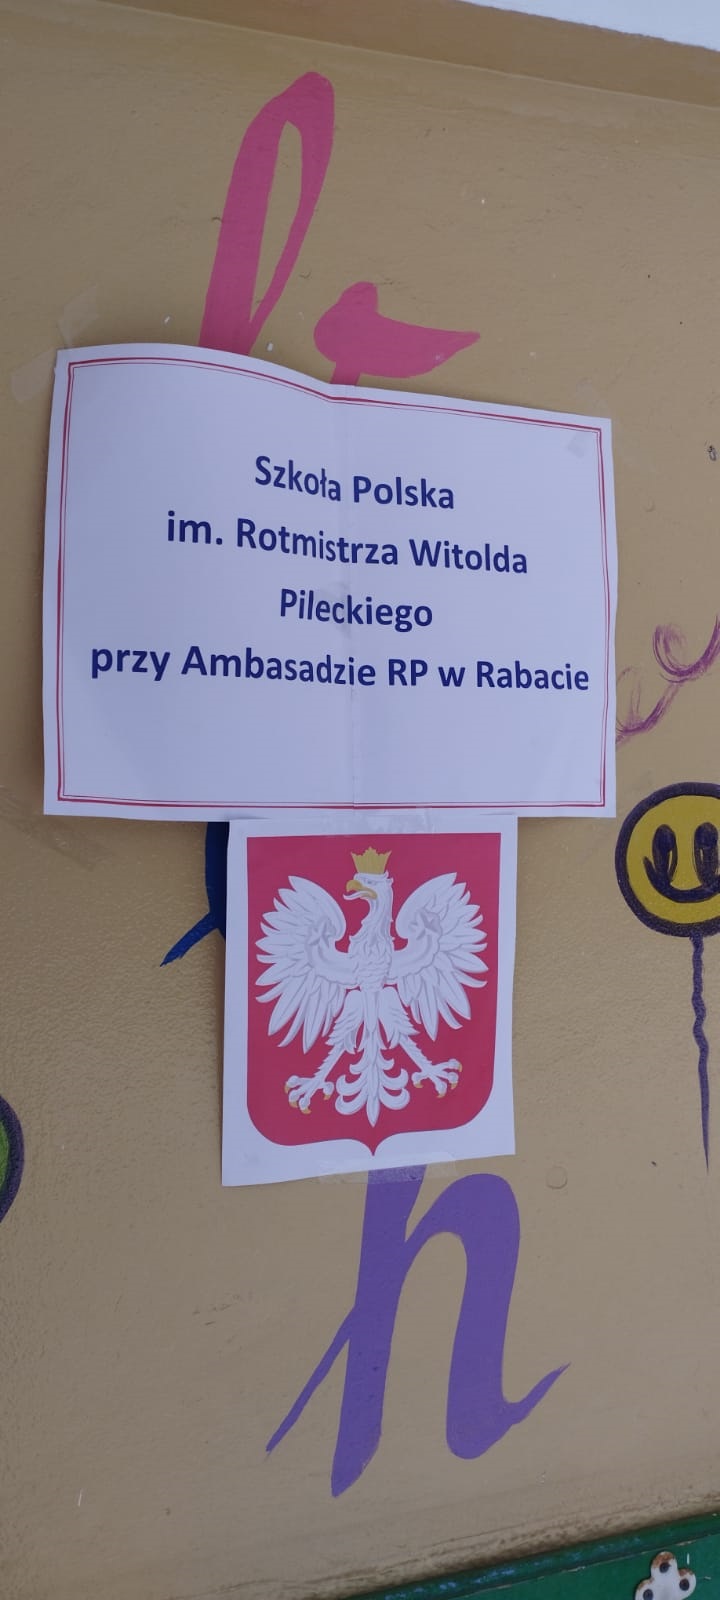 Szkoła Polska
im. Rotmistrza Witolda
Pileckiego
przy Ambasadzie RP w Rabacie
n